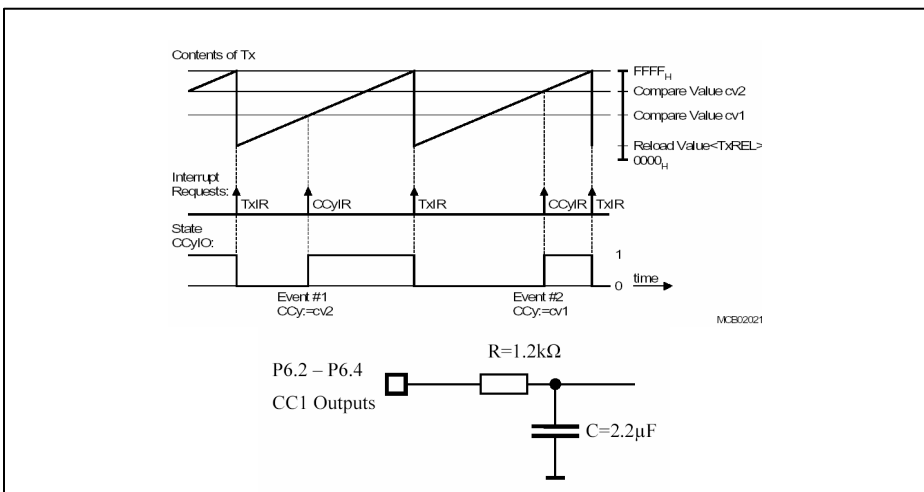 Contents of Tx
FFFFH
Compare Value cv2
Compare Value cv1
Reload Value<TxREL>
0000H
Interrupt
Requests:
TxIR
CCyIR
TxIR
CCyIR
TxIR
State
CCyIO:
1
0
time
Event #1
CCy:=cv2
Event #2
CCy:=cv1
MCB02021
R=1.2kΩ
P6.2 – P6.4
CC1 Outputs
C=2.2µF